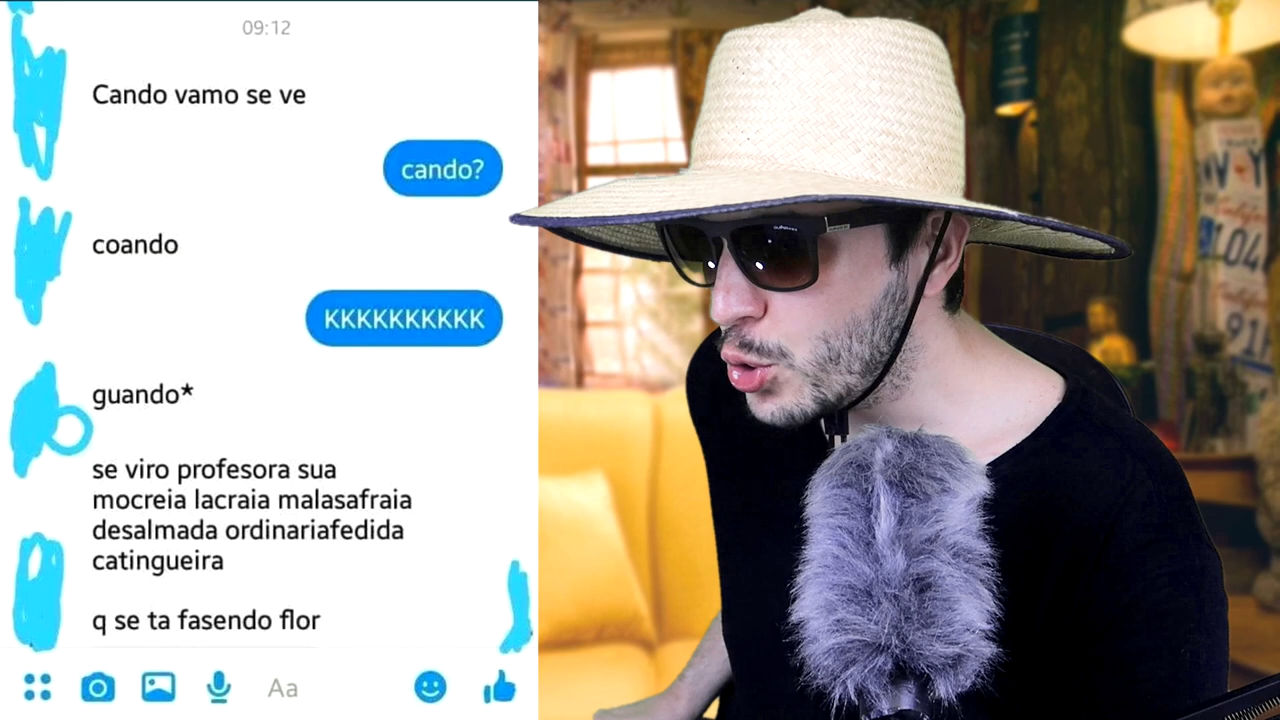 09:12
Cando vamo se ve
cando?
coando
KKKKKKKKKK
guando*
se viro profesora sua
mocreia lacraia malasafraia
desalmada ordinariafedida
catingueira
q se ta fasendo flor
Aa